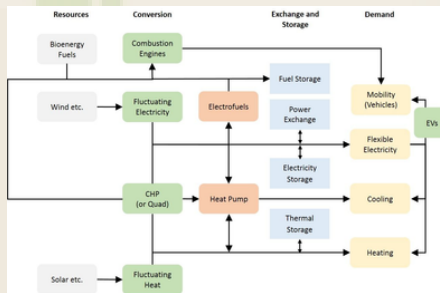 Resources
Conversion
Exchange and
Storage
Demand
Bioenergy
Fuels
Combustion
Engines
Fuel Storage
Mobility
(Vehicles)
Wind etc.
Fluctuating
Electricity
Electrofuels
Power
Exchange
EVs
Flexible
Electricity
Electricity
Storage
CHP
(or Quad)
Heat Pump
Cooling
Thermal
Storage
Heating
Solar etc.
Fluctuating
Heat